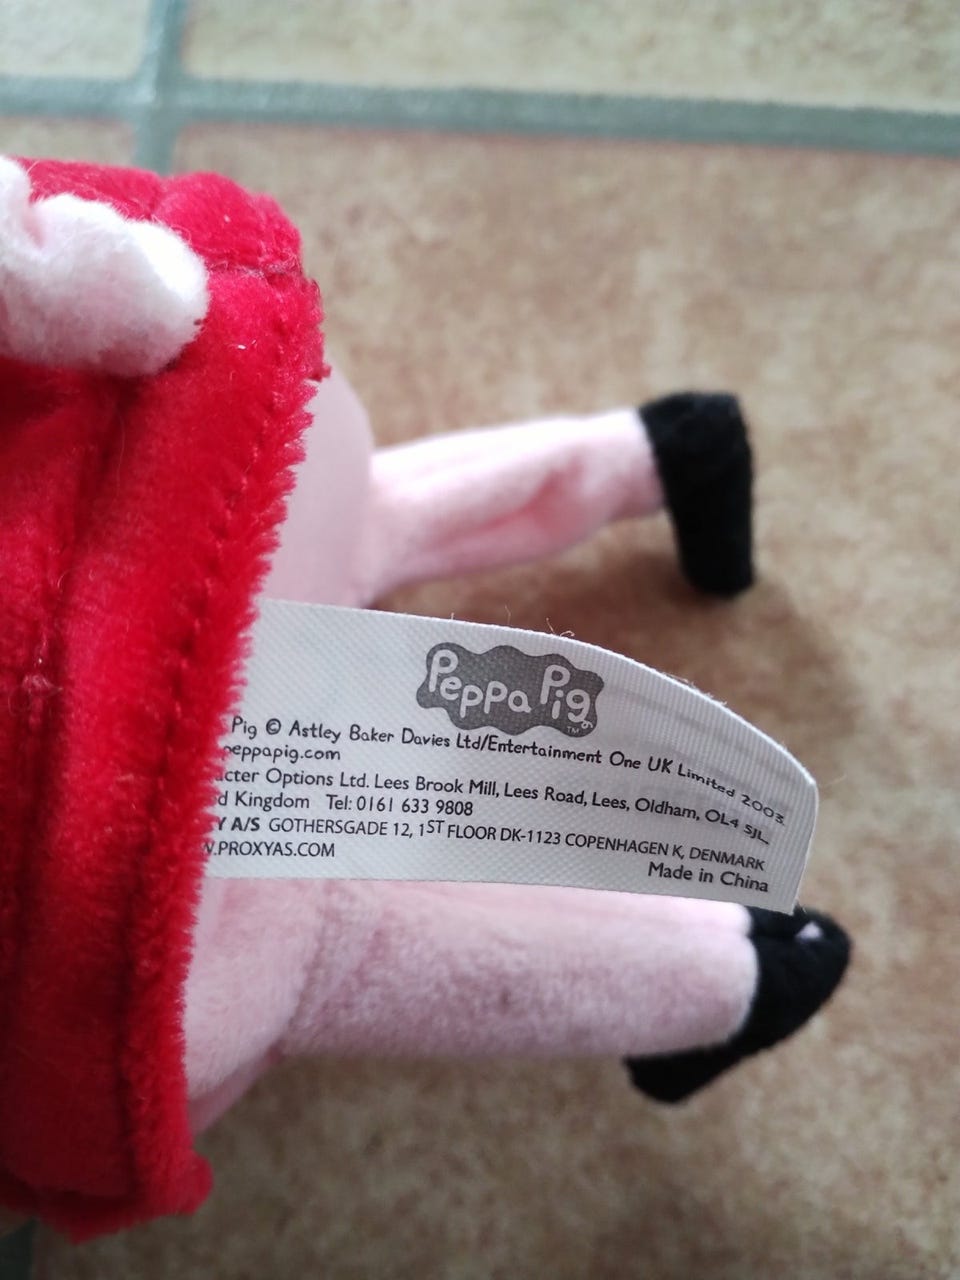 Peppa Pig
TM
Pig © Astley Baker Davies Ltd/Entertainment One UK Limited 2003.
peppapig.com
Options Ltd. Lees Brook Mill, Lees Road, Lees, Oldham, OL4 5JL,
d Kingdom Tel: 0161 633 9808
Y A/S GOTHERSGADE 12, 1ST FLOOR DK-1123 COPENHAGEN K, DENMARK
W.PROXYAS.COM
Made in China